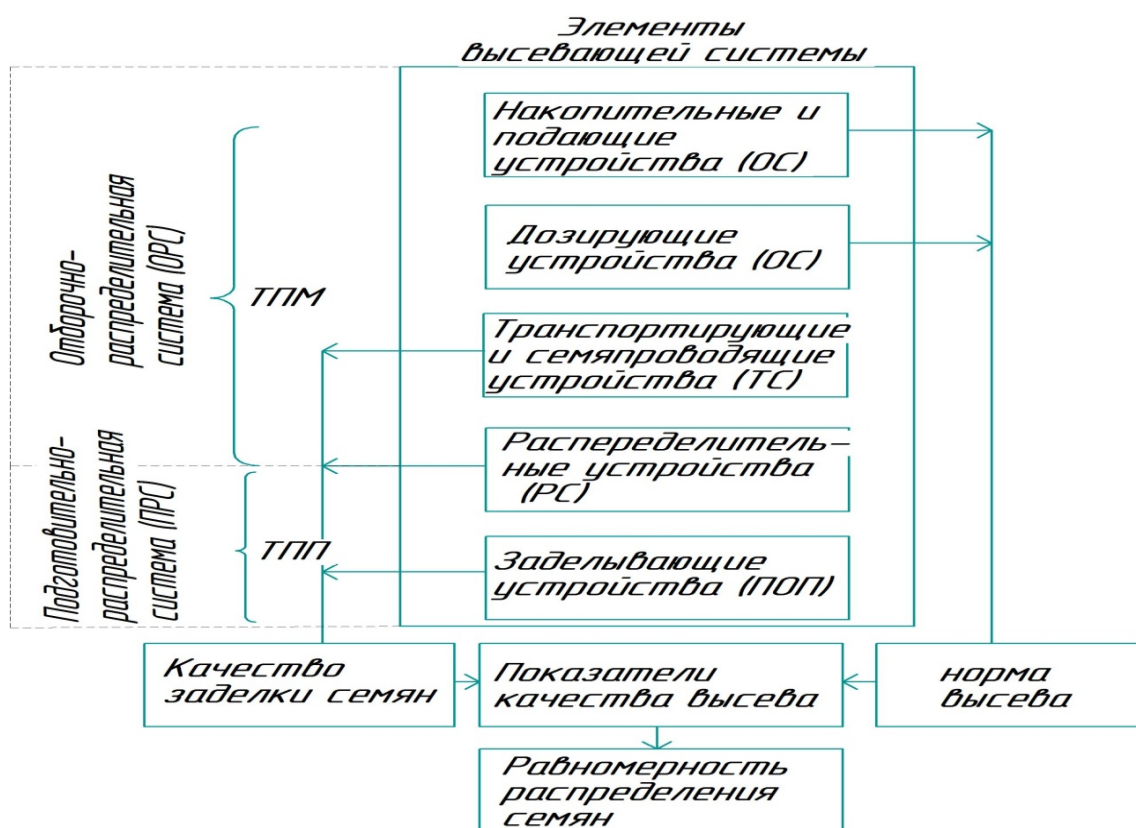 Элементы
высевающей системы
Накопительные и
подающие
устройства (ОС)
Дозирующие
устройства (ОС)
Транспортирующие
и семяпроводящие
устройства (ТС)
Распеределитель-
ные устройства
(РС)
Заделывающие
устройства (ПОП)
Отборочно-
распределительная
система (ОРС)
ТПМ
Подготовительно-
распределительная
система (ПРС)
ТПП
Качество
заделки семян
Показатели
качества высева
норма
высева
Равномерность
распределения
семян